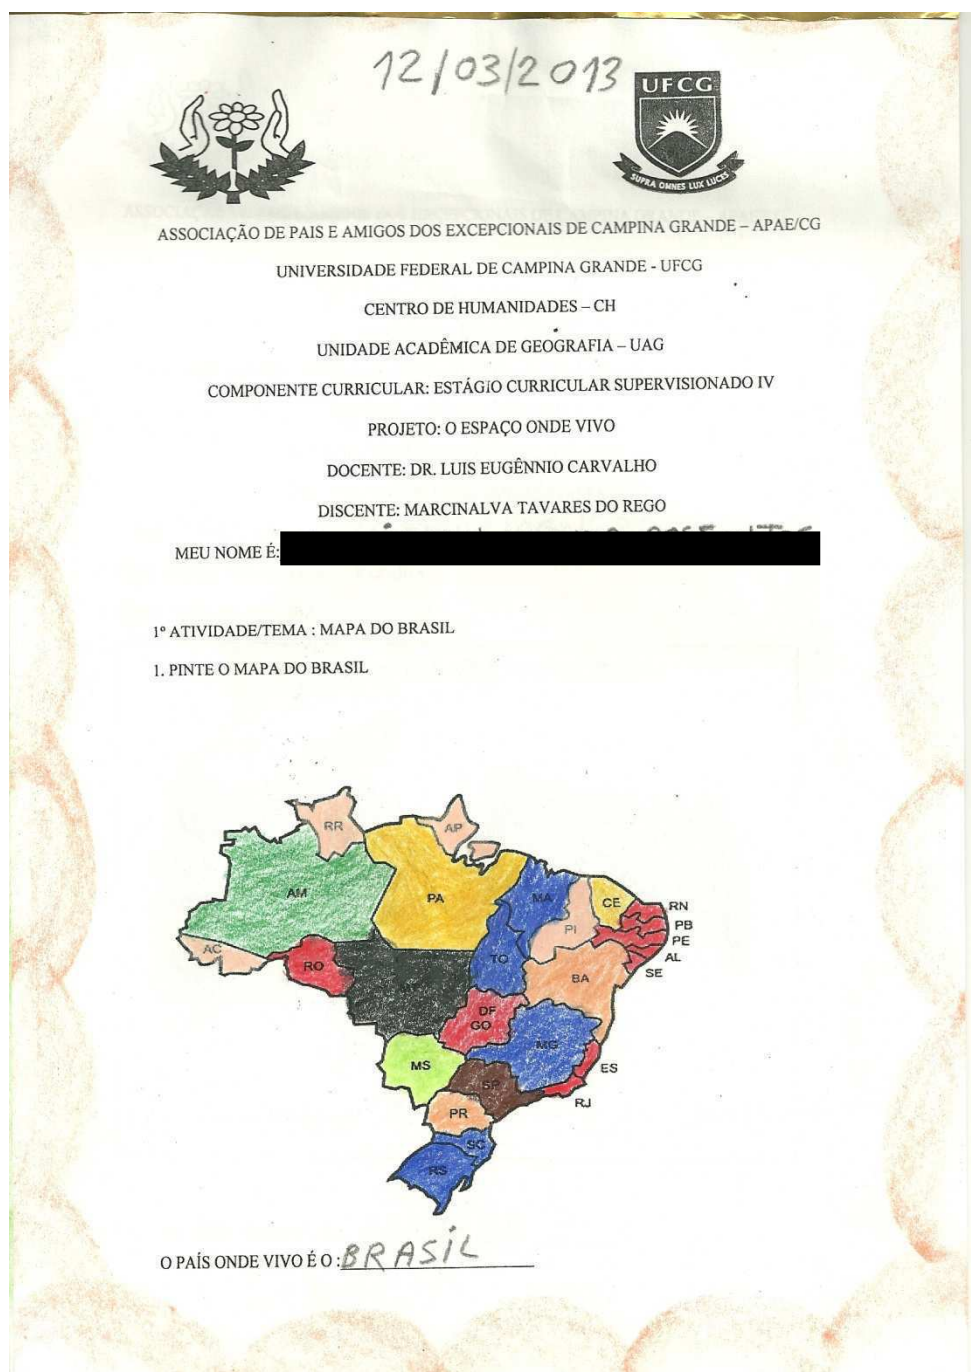 12/03/2013
UFCG
SUPRA OMNES LUX LUCES
ASSOCIAÇÃO DE PAIS E AMIGOS DOS EXCEPCIONAIS DE CAMPINA GRANDE – APAE/CG
UNIVERSIDADE FEDERAL DE CAMPINA GRANDE - UFCG
CENTRO DE HUMANIDADES – CH
UNIDADE ACADÊMICA DE GEOGRAFIA – UAG
COMPONENTE CURRICULAR: ESTÁGIO CURRICULAR SUPERVISIONADO IV
PROJETO: O ESPAÇO ONDE VIVO
DOCENTE: DR. LUIS EUGÊNNIO CARVALHO
DISCENTE: MARCINALVA TAVARES DO REGO
MEU NOME É:
1º ATIVIDADE/TEMA : MAPA DO BRASIL
1. PINTE O MAPA DO BRASIL
RR
AP
AM
PA
MA
CE
RN
PI
PB
PE
AC
RO
TO
AL
BA
SE
DF
GO
MG
MS
ES
SP
RJ
PR
SC
RS
O PAÍS ONDE VIVO É O : BRASIL